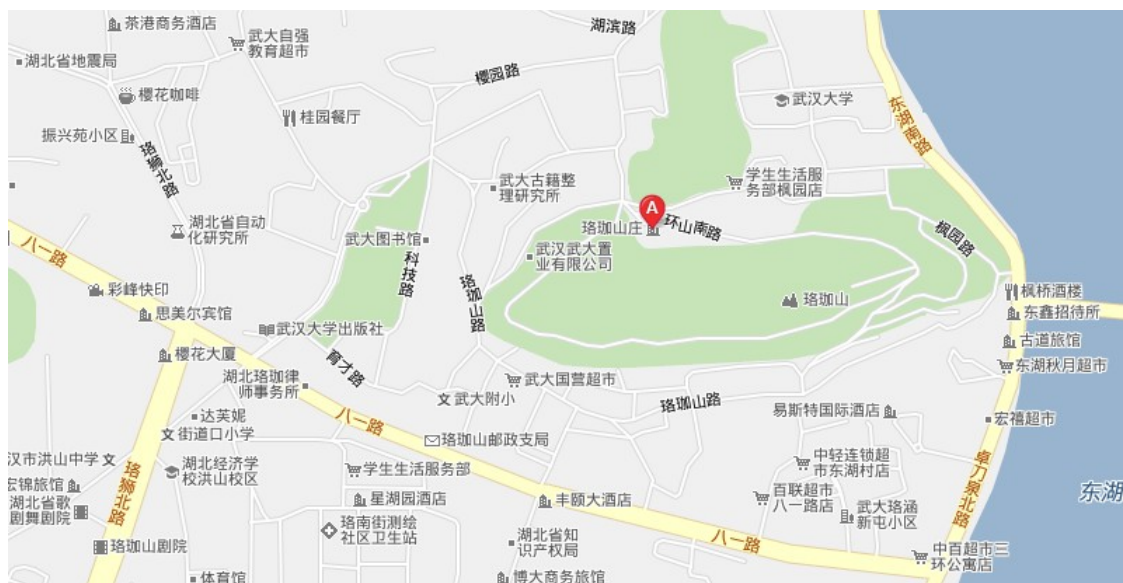 茶港商务酒店
湖滨路
武大自强
教育超市
湖北省地震局
樱园路
樱花咖啡
武汉大学
东湖南路
桂园餐厅
振兴苑小区
珞狮北路
武大古籍整
理研究所
学生生活服
务部枫园店
A
湖北省自动
化研究所
珞珈山庄
环山南路
枫园路
武大图书馆
八一路
武汉武大置
业有限公司
科技路
珞珈山路
彩峰快印
珞珈山
枫桥酒楼
思美尔宾馆
东鑫招待所
武汉大学出版社
古道旅馆
樱花大厦
育才路
东湖秋月超市
湖北珞珈律
师事务所
武大国营超市
武大附小
珞珈山路
达芙妮
八一路
易斯特国际酒店
宏禧超市
街道口小学
珞珈山邮政支局
汉市洪山中学
湖北经济学
校洪山校区
学生生活服务部
中轻连锁超
市东湖村店
卓刀泉北路
宏锦旅馆
珞狮北路
星湖园酒店
丰颐大酒店
百联超市
八一路店
东湖
湖北省歌
剧舞剧院
武大珞涵
新屯小区
珞南街测绘
社区卫生站
湖北省知
识产权局
八一路
珞珈山剧院
中百超市三
环公寓店
体育馆
博大商务旅馆